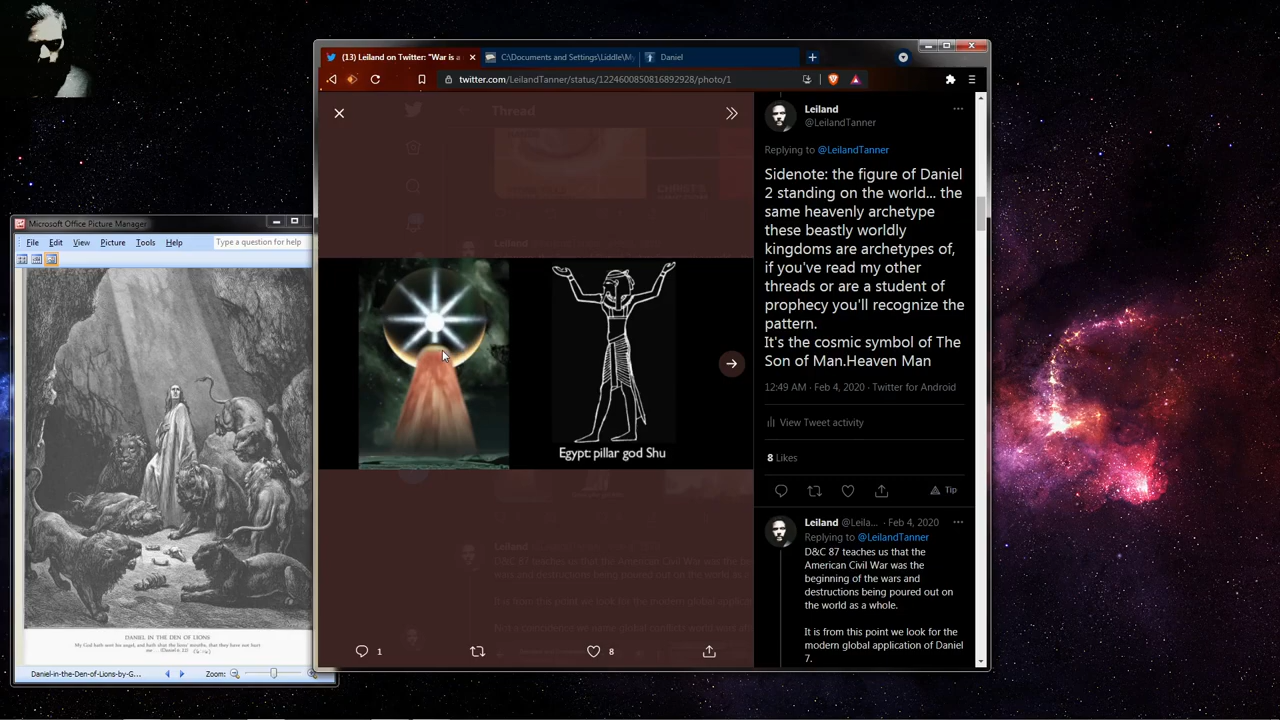 (13) Leiland on Twitter: "War is a
C:\Documents and Settings\Liddle\My
Daniel
twitter.com/LeilandTanner/status/1224600850816892928/photo/1
Thread
Microsoft Office Picture Manager
File Edit View Picture Tools Help
Type a question for help
DANIEL IN THE DEN OF LIONS
Daniel-in-the-Den-of-Lions-by-G...
Zoom:
Egypt: pillar god Shu
1
8
Leiland
@LeilandTanner
Replying to @LeilandTanner
Sidenote: the figure of Daniel
2 standing on the world... the
same heavenly archetype
these beastly worldly
kingdoms are archetypes of,
if you've read my other
threads or are a student of
prophecy you'll recognize the
pattern.
It's the cosmic symbol of The
Son of Man.Heaven Man
12:49 AM · Feb 4, 2020 · Twitter for Android
View Tweet activity
8 Likes
Tip
Leiland @Leila... · Feb 4, 2020
Replying to @LeilandTanner
D&C 87 teaches us that the
American Civil War was the
beginning of the wars and
destructions being poured out on
the world as a whole.
It is from this point we look for the
modern global application of Daniel
7.